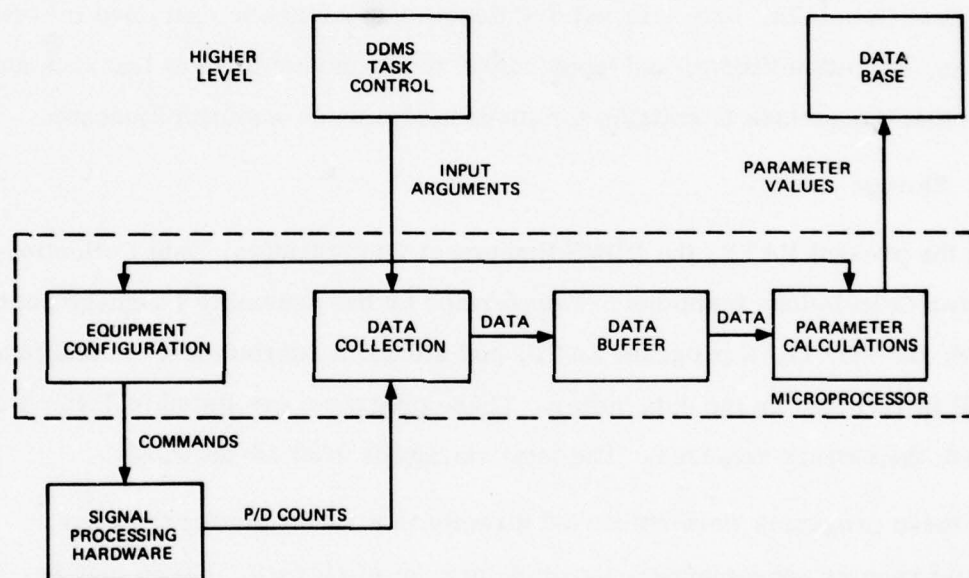 HIGHER
LEVEL
DDMS
TASK
CONTROL
DATA
BASE
INPUT
ARGUMENTS
PARAMETER
VALUES
EQUIPMENT
CONFIGURATION
DATA
COLLECTION
DATA
DATA
BUFFER
DATA
PARAMETER
CALCULATIONS
MICROPROCESSOR
COMMANDS
SIGNAL
PROCESSING
HARDWARE
P/D COUNTS